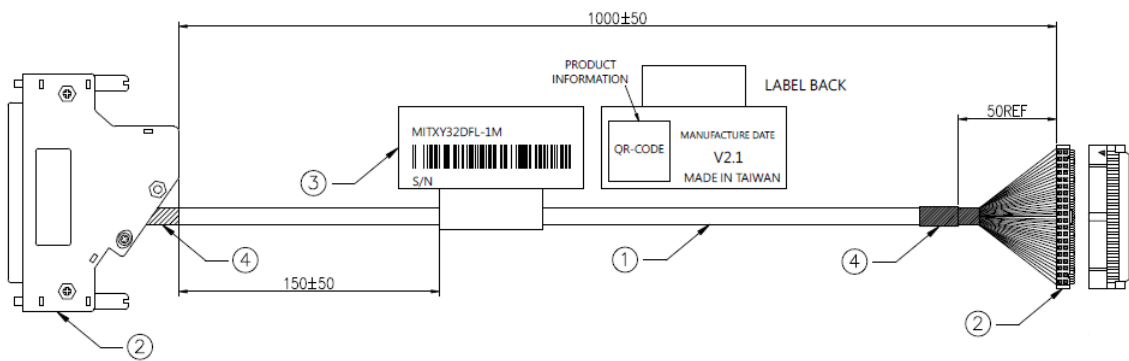 1000±50
PRODUCT
INFORMATION
LABEL BACK
50REF
MITXY32DFL-1M
S/N
QR-CODE
MANUFACTURE DATE
V2.1
MADE IN TAIWAN
3
4
1
4
150±50
2
2